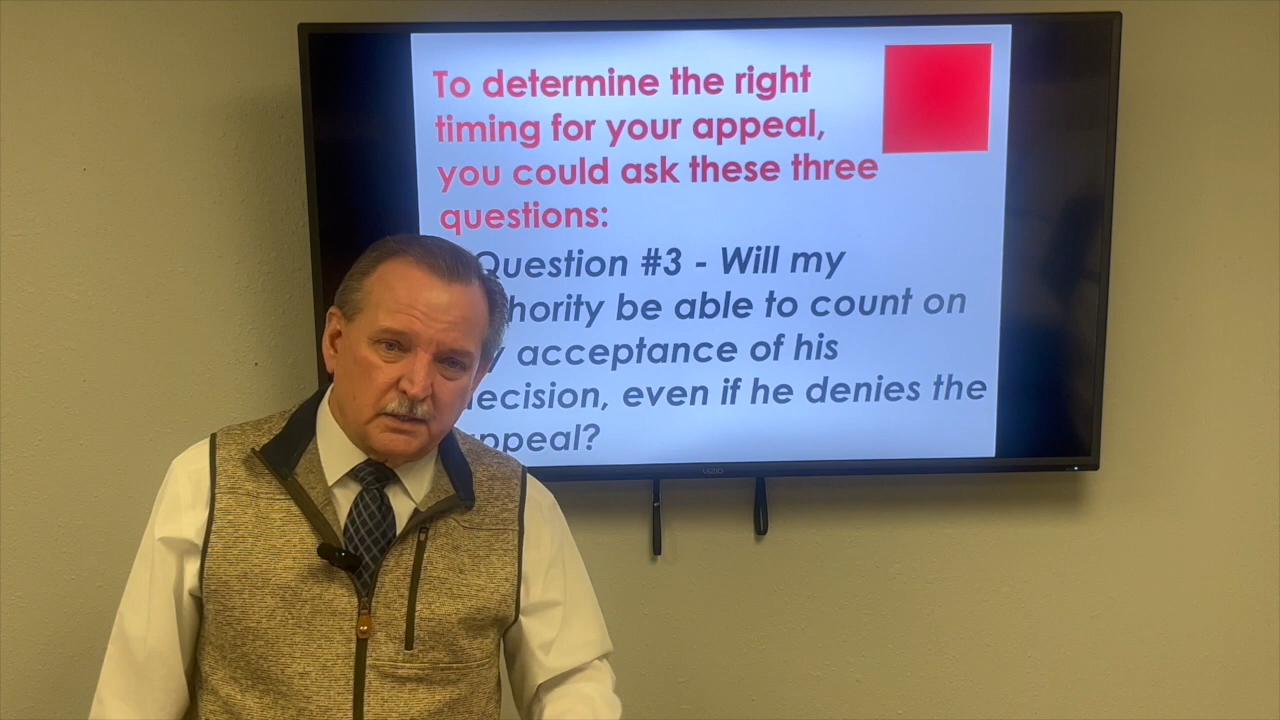 To determine the right
timing for your appeal,
you could ask these three
questions:
Question #3 - Will my
hority be able to count on
y acceptance of his
ecision, even if he denies the
ppeal?
VIZIO